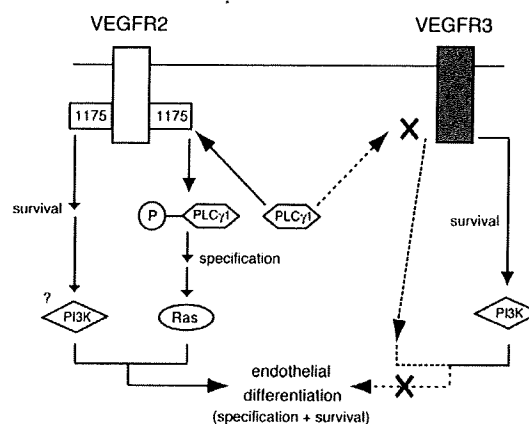 VEGFR2
VEGFR3
1175
1175
X
survival
P
PLCγ1
PLCγ1
survival
specification
?
PI3K
Ras
PI3K
endothelial
differentiation
(specification + survival)
X